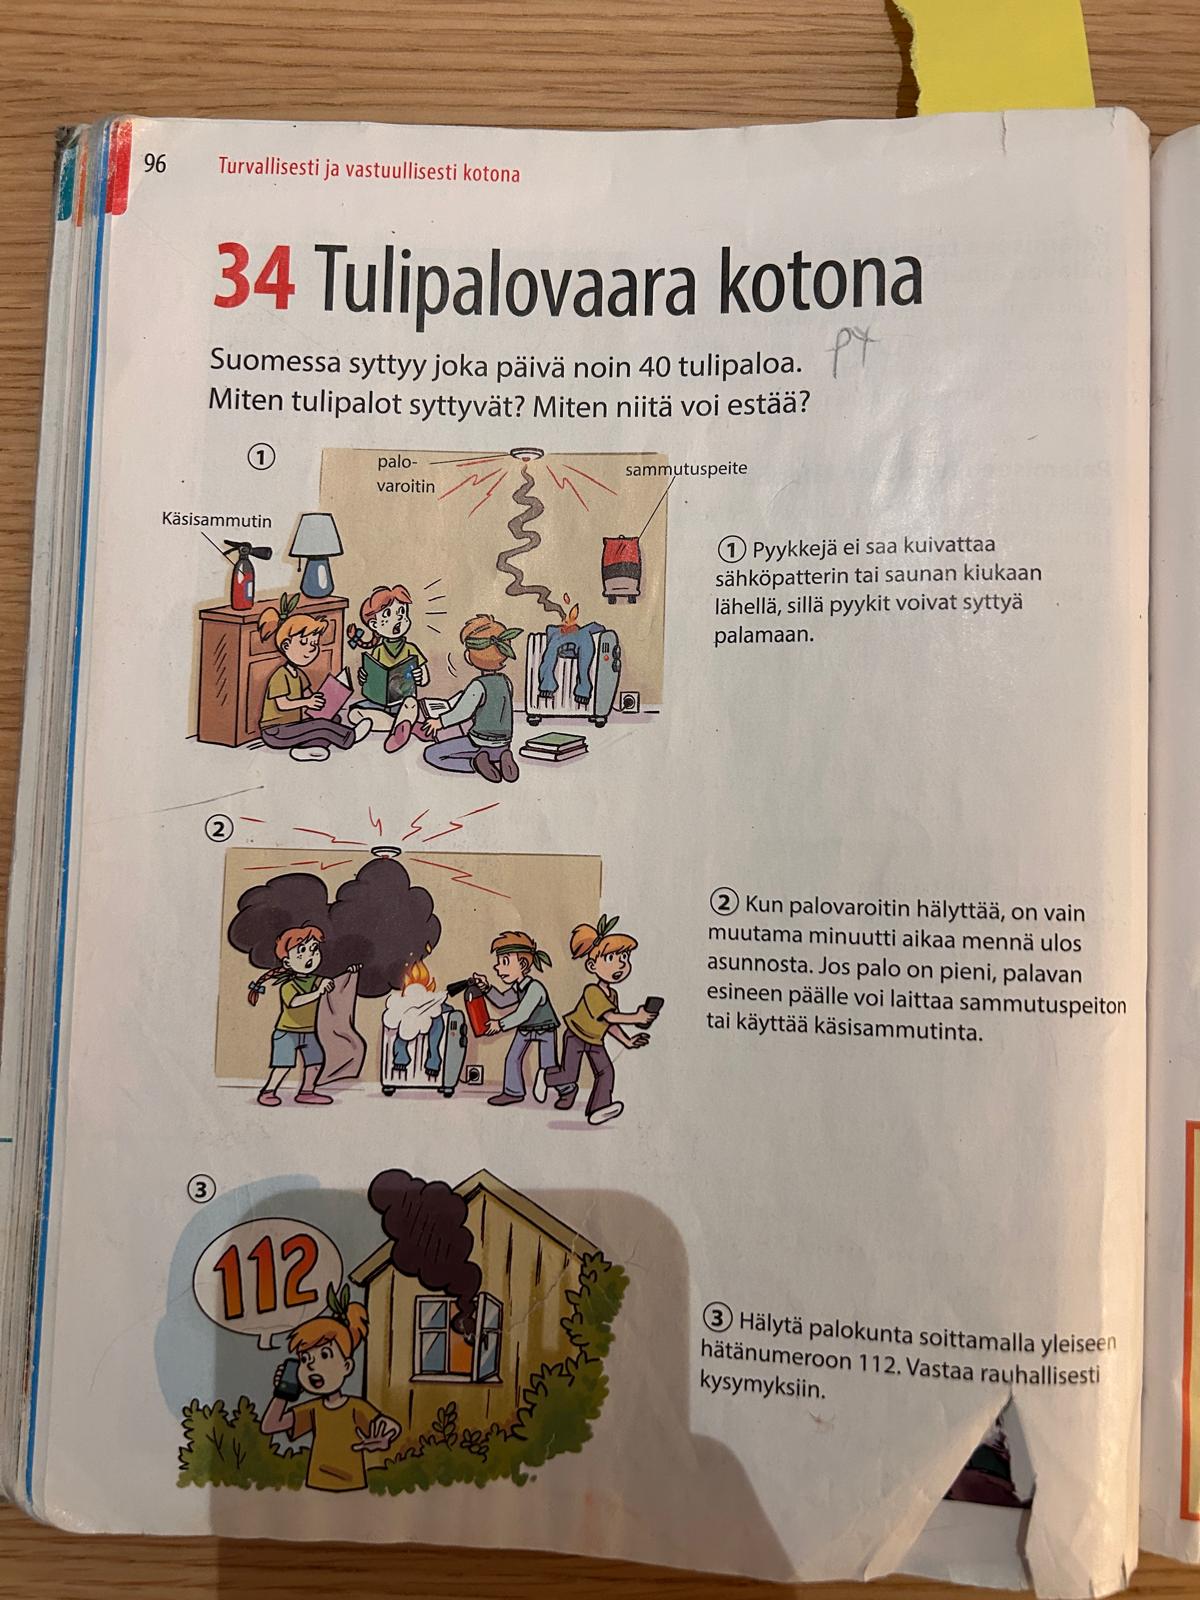 96
Turvallisesti ja vastuullisesti kotona
34 Tulipalovaara kotona
Suomessa syttyy joka päivä noin 40 tulipaloa.
Miten tulipalot syttyvät? Miten niitä voi estää?
1
palo-
varoitin
sammutuspeite
Käsisammutin
1 Pyykkejä ei saa kuivattaa
sähköpatterin tai saunan kiukaan
lähellä, sillä pyykit voivat syttyä
palamaan.
2
2 Kun palovaroitin hälyttää, on vain
muutama minuutti aikaa mennä ulos
asunnosta. Jos palo on pieni, palavan
esineen päälle voi laittaa sammutuspeiton
tai käyttää käsisammutinta.
3
112
3 Hälytä palokunta soittamalla yleiseen
hätänumeroon 112. Vastaa rauhallisesti
kysymyksiin.